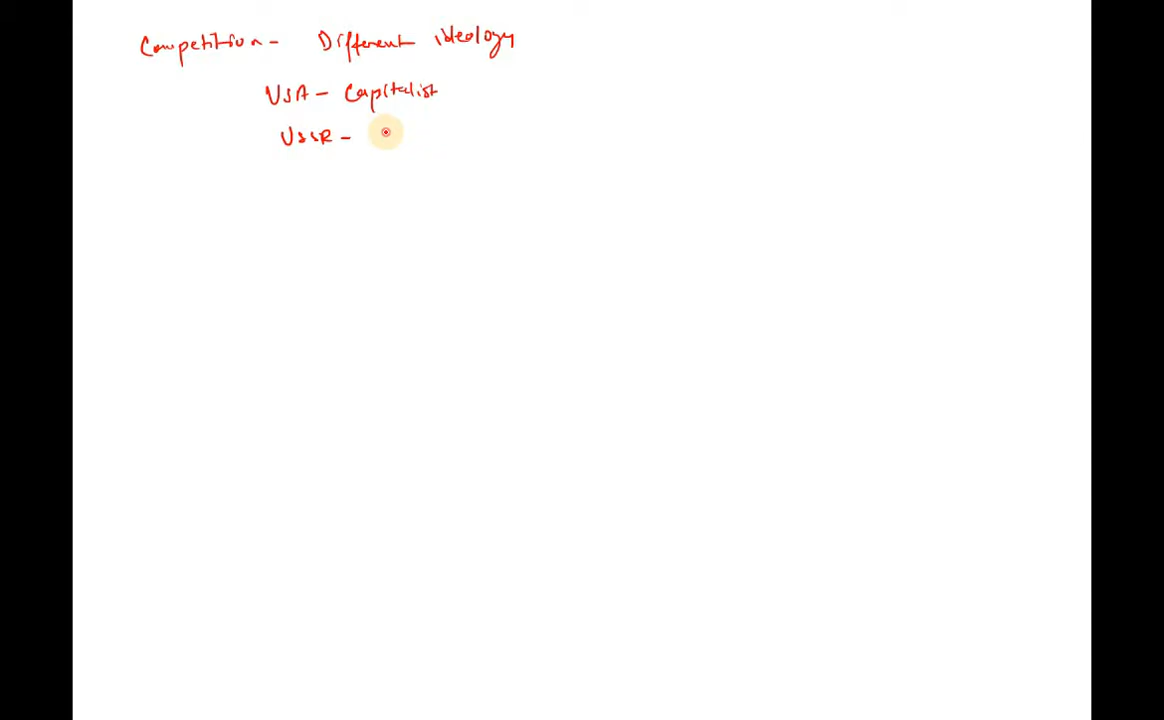 Competition - Different ideology
USA - Capitalist
USSR -